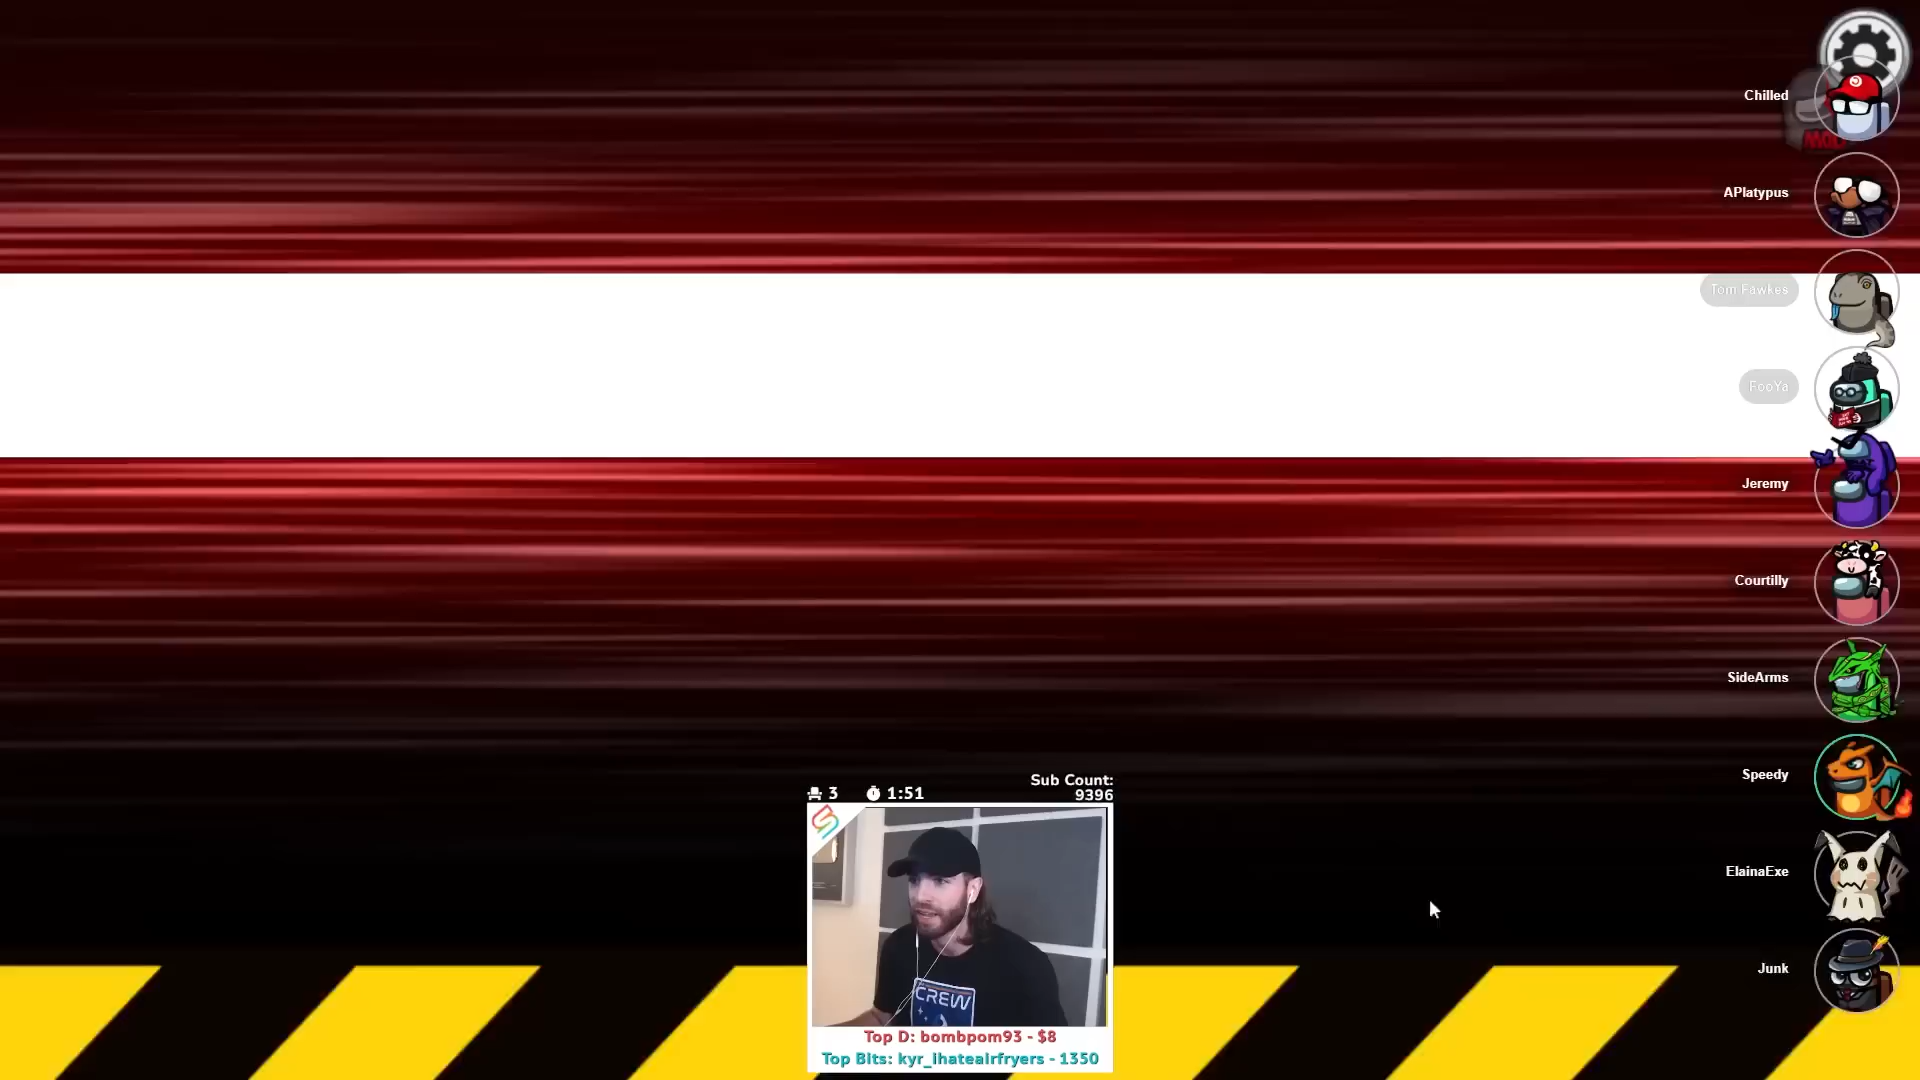 Chilled
MOD
APlatypus
Tom Fawkes
FooYa
Jeremy
Courtilly
SideArms
Speedy
ElainaExe
Junk
3
1:51
Sub Count:
9396
CREW
Top D: bombpom93 - $8
Top Bits: kyr_ihateairfryers - 1350